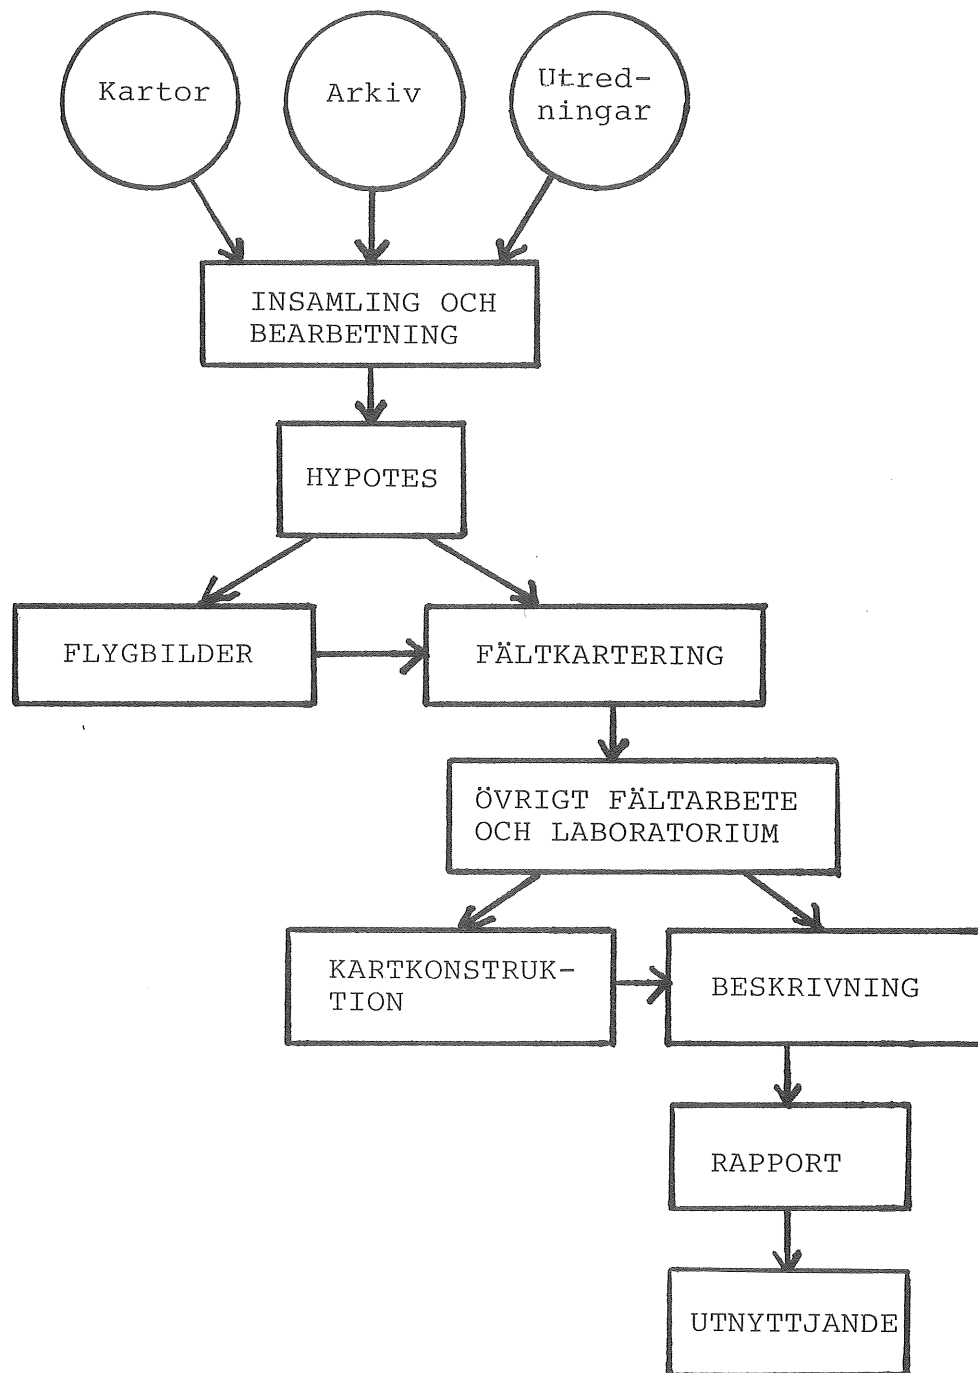 Kartor
Arkiv
Utred-
ningar
INSAMLING OCH
BEARBETNING
HYPOTES
FLYGBILDER
FÄLTKARTERING
ÖVRIGT FÄLTARBETE
OCH LABORATORIUM
KARTKONSTRUK-
TION
BESKRIVNING
RAPPORT
UTNYTTJANDE